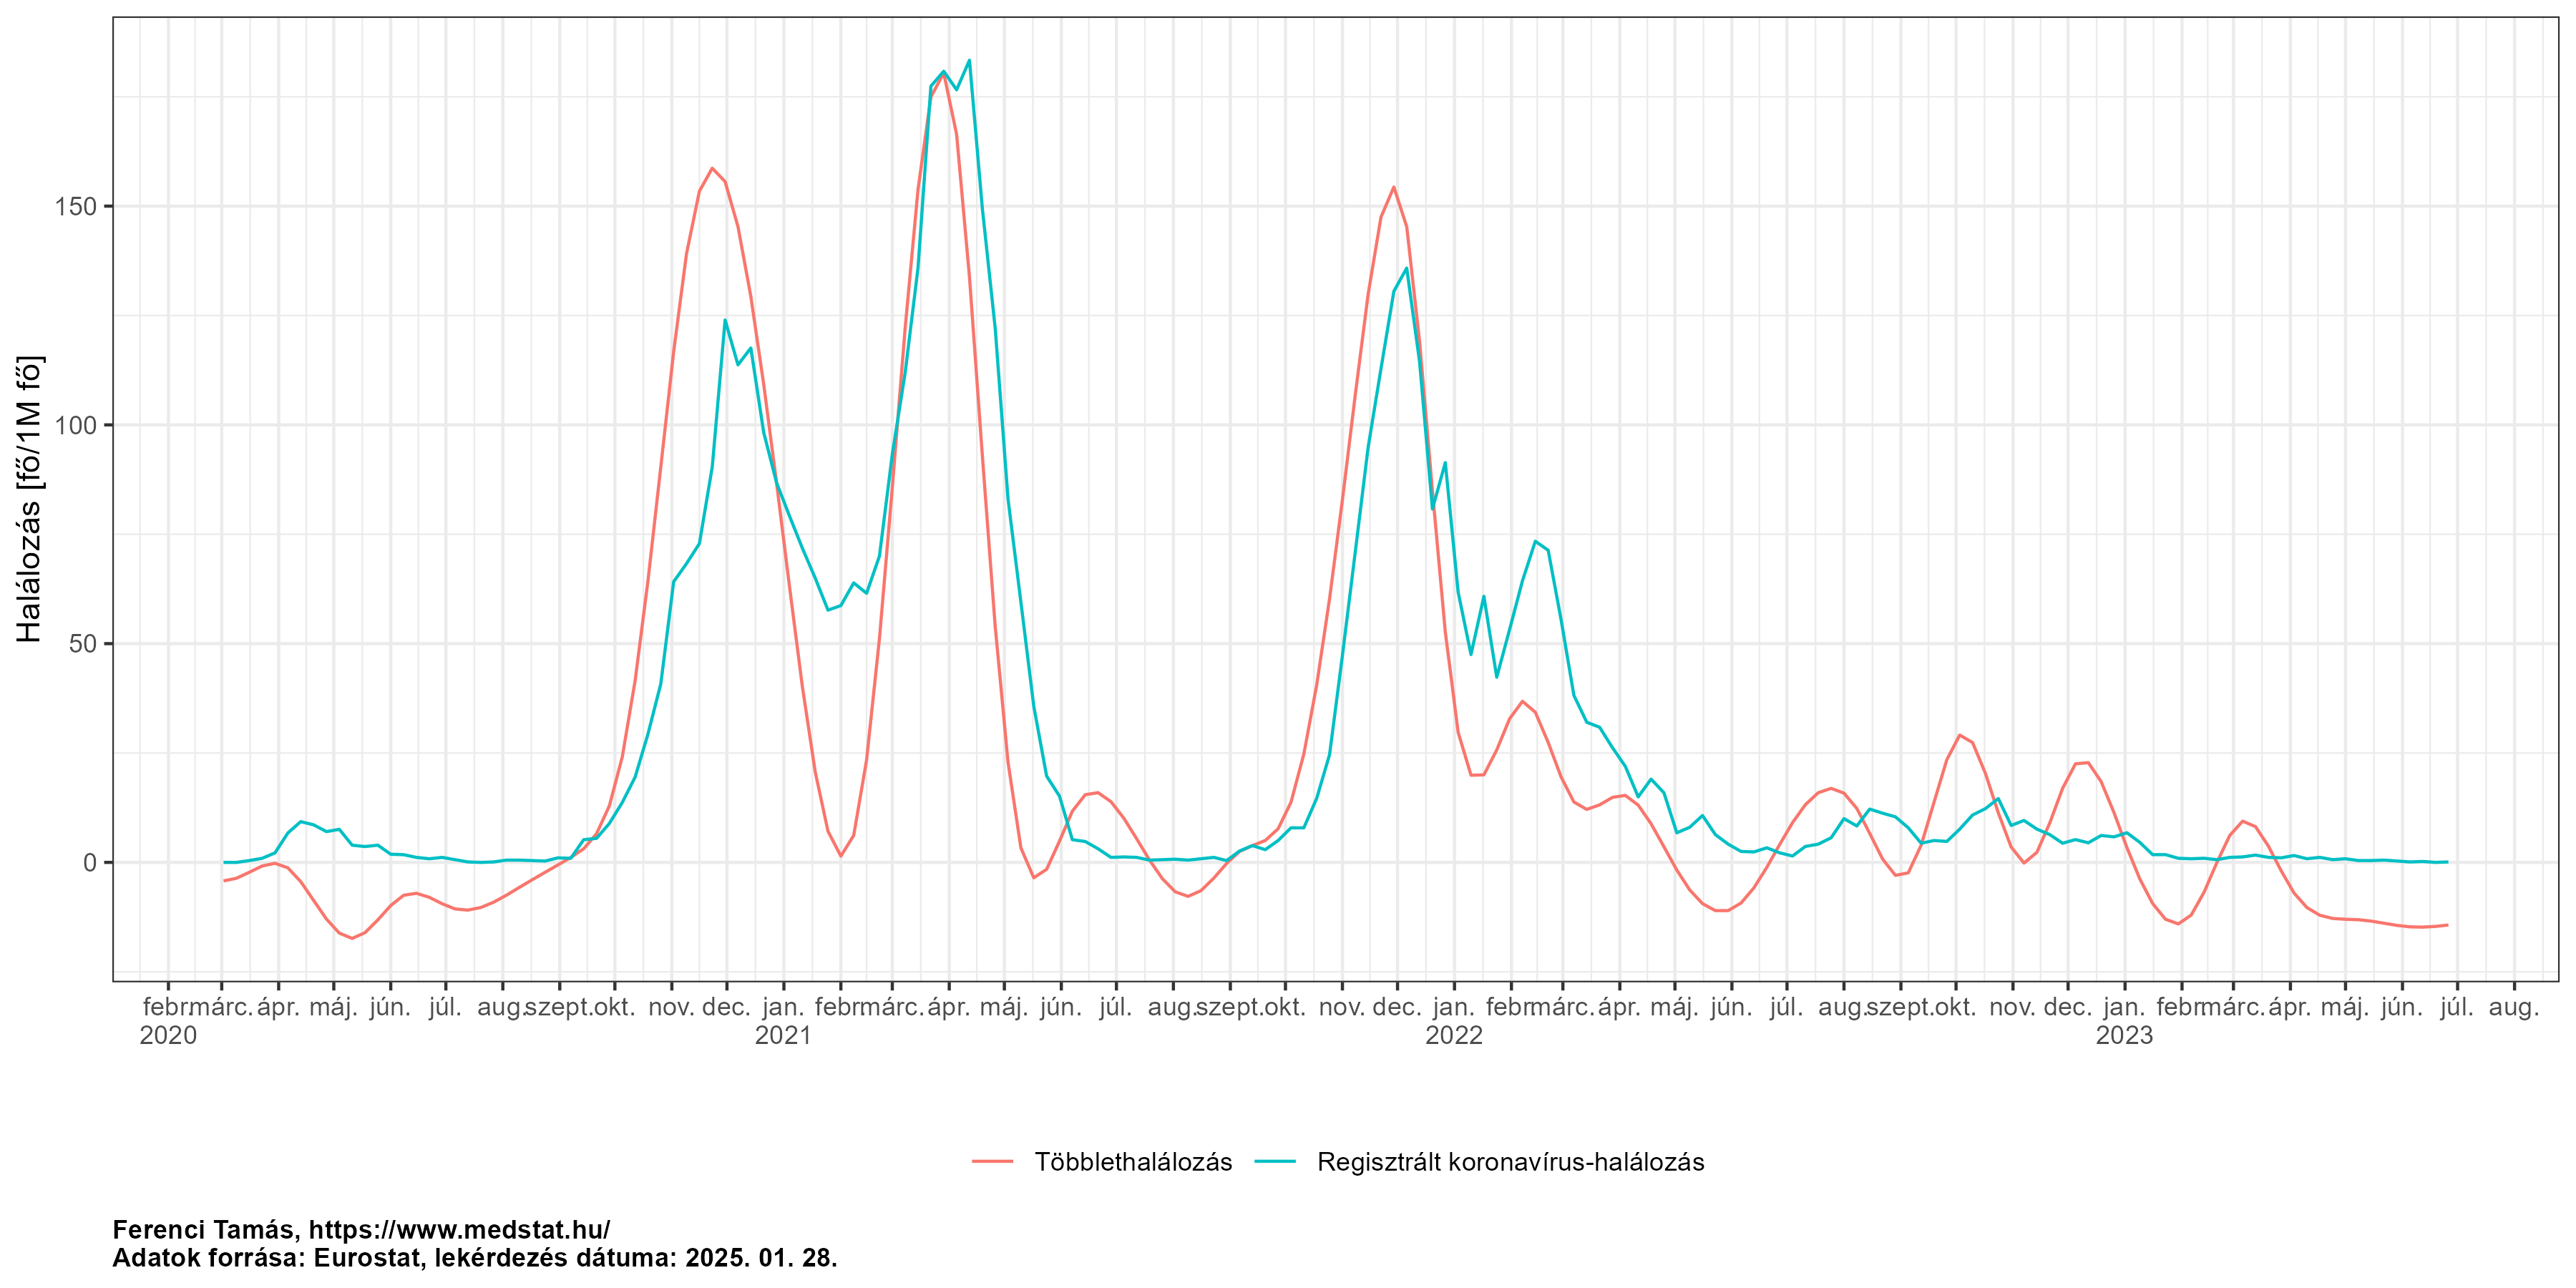 Halálozás [fő/1M fő]
150
100
50
0
febr. márc. ápr. máj. jún. júl. aug. szept. okt. nov. dec. jan. febr. márc. ápr. máj. jún. júl. aug. szept. okt. nov. dec. jan. febr. márc. ápr. máj. jún. júl. aug. szept. okt. nov. dec. jan. febr. márc. ápr. máj. jún. júl. aug.
2020 2021 2022 2023
Többlethalálozás Regisztrált koronavírus-halálozás
Ferenci Tamás, https://www.medstat.hu/
Adatok forrása: Eurostat, lekérdezés dátuma: 2025. 01. 28.